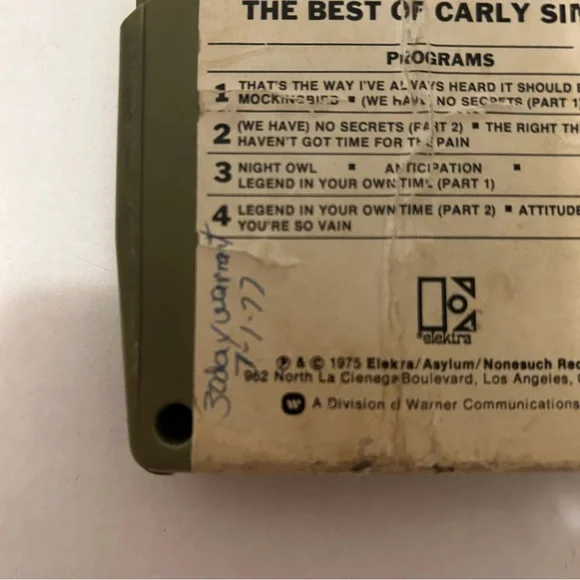 THE BEST OF CARLY SIM
PROGRAMS
1 THAT'S THE WAY I'VE ALWAYS HEARD IT SHOULD B
MOCKINGBIRD ▪ (WE HAVE) NO SECRETS (PART 1)
2 (WE HAVE) NO SECRETS (PART 2) ▪ THE RIGHT TH
HAVEN'T GOT TIME FOR THE PAIN
3 NIGHT OWL ▪ ANTICIPATION ▪
LEGEND IN YOUR OWN TIME (PART 1)
4 LEGEND IN YOUR OWN TIME (PART 2) ▪ ATTITUDE
YOU'RE SO VAIN
elektra
℗ & © 1975 Elektra/Asylum/Nonesuch Rec
962 North La Cienega Boulevard, Los Angeles,
A Division of Warner Communications
30 day warranty
7-1-77